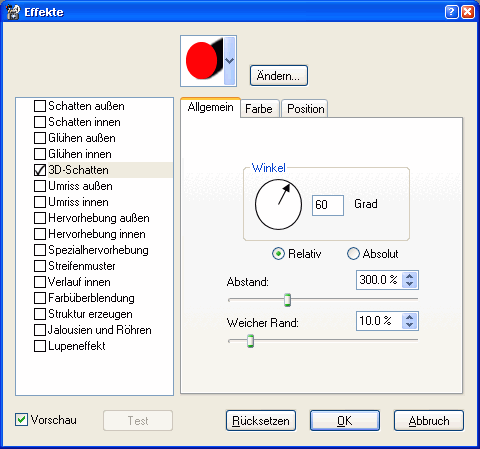 Effekte
Ändern...
Schatten außen
Schatten innen
Glühen außen
Glühen innen
3D-Schatten
Umriss außen
Umriss innen
Hervorhebung außen
Hervorhebung innen
Spezialhervorhebung
Streifenmuster
Verlauf innen
Farbüberblendung
Struktur erzeugen
Jalousien und Röhren
Lupeneffekt
Allgemein Farbe Position
Winkel
60 Grad
Relativ Absolut
Abstand: 300.0 %
Weicher Rand: 10.0 %
Vorschau Test Rücksetzen OK Abbruch